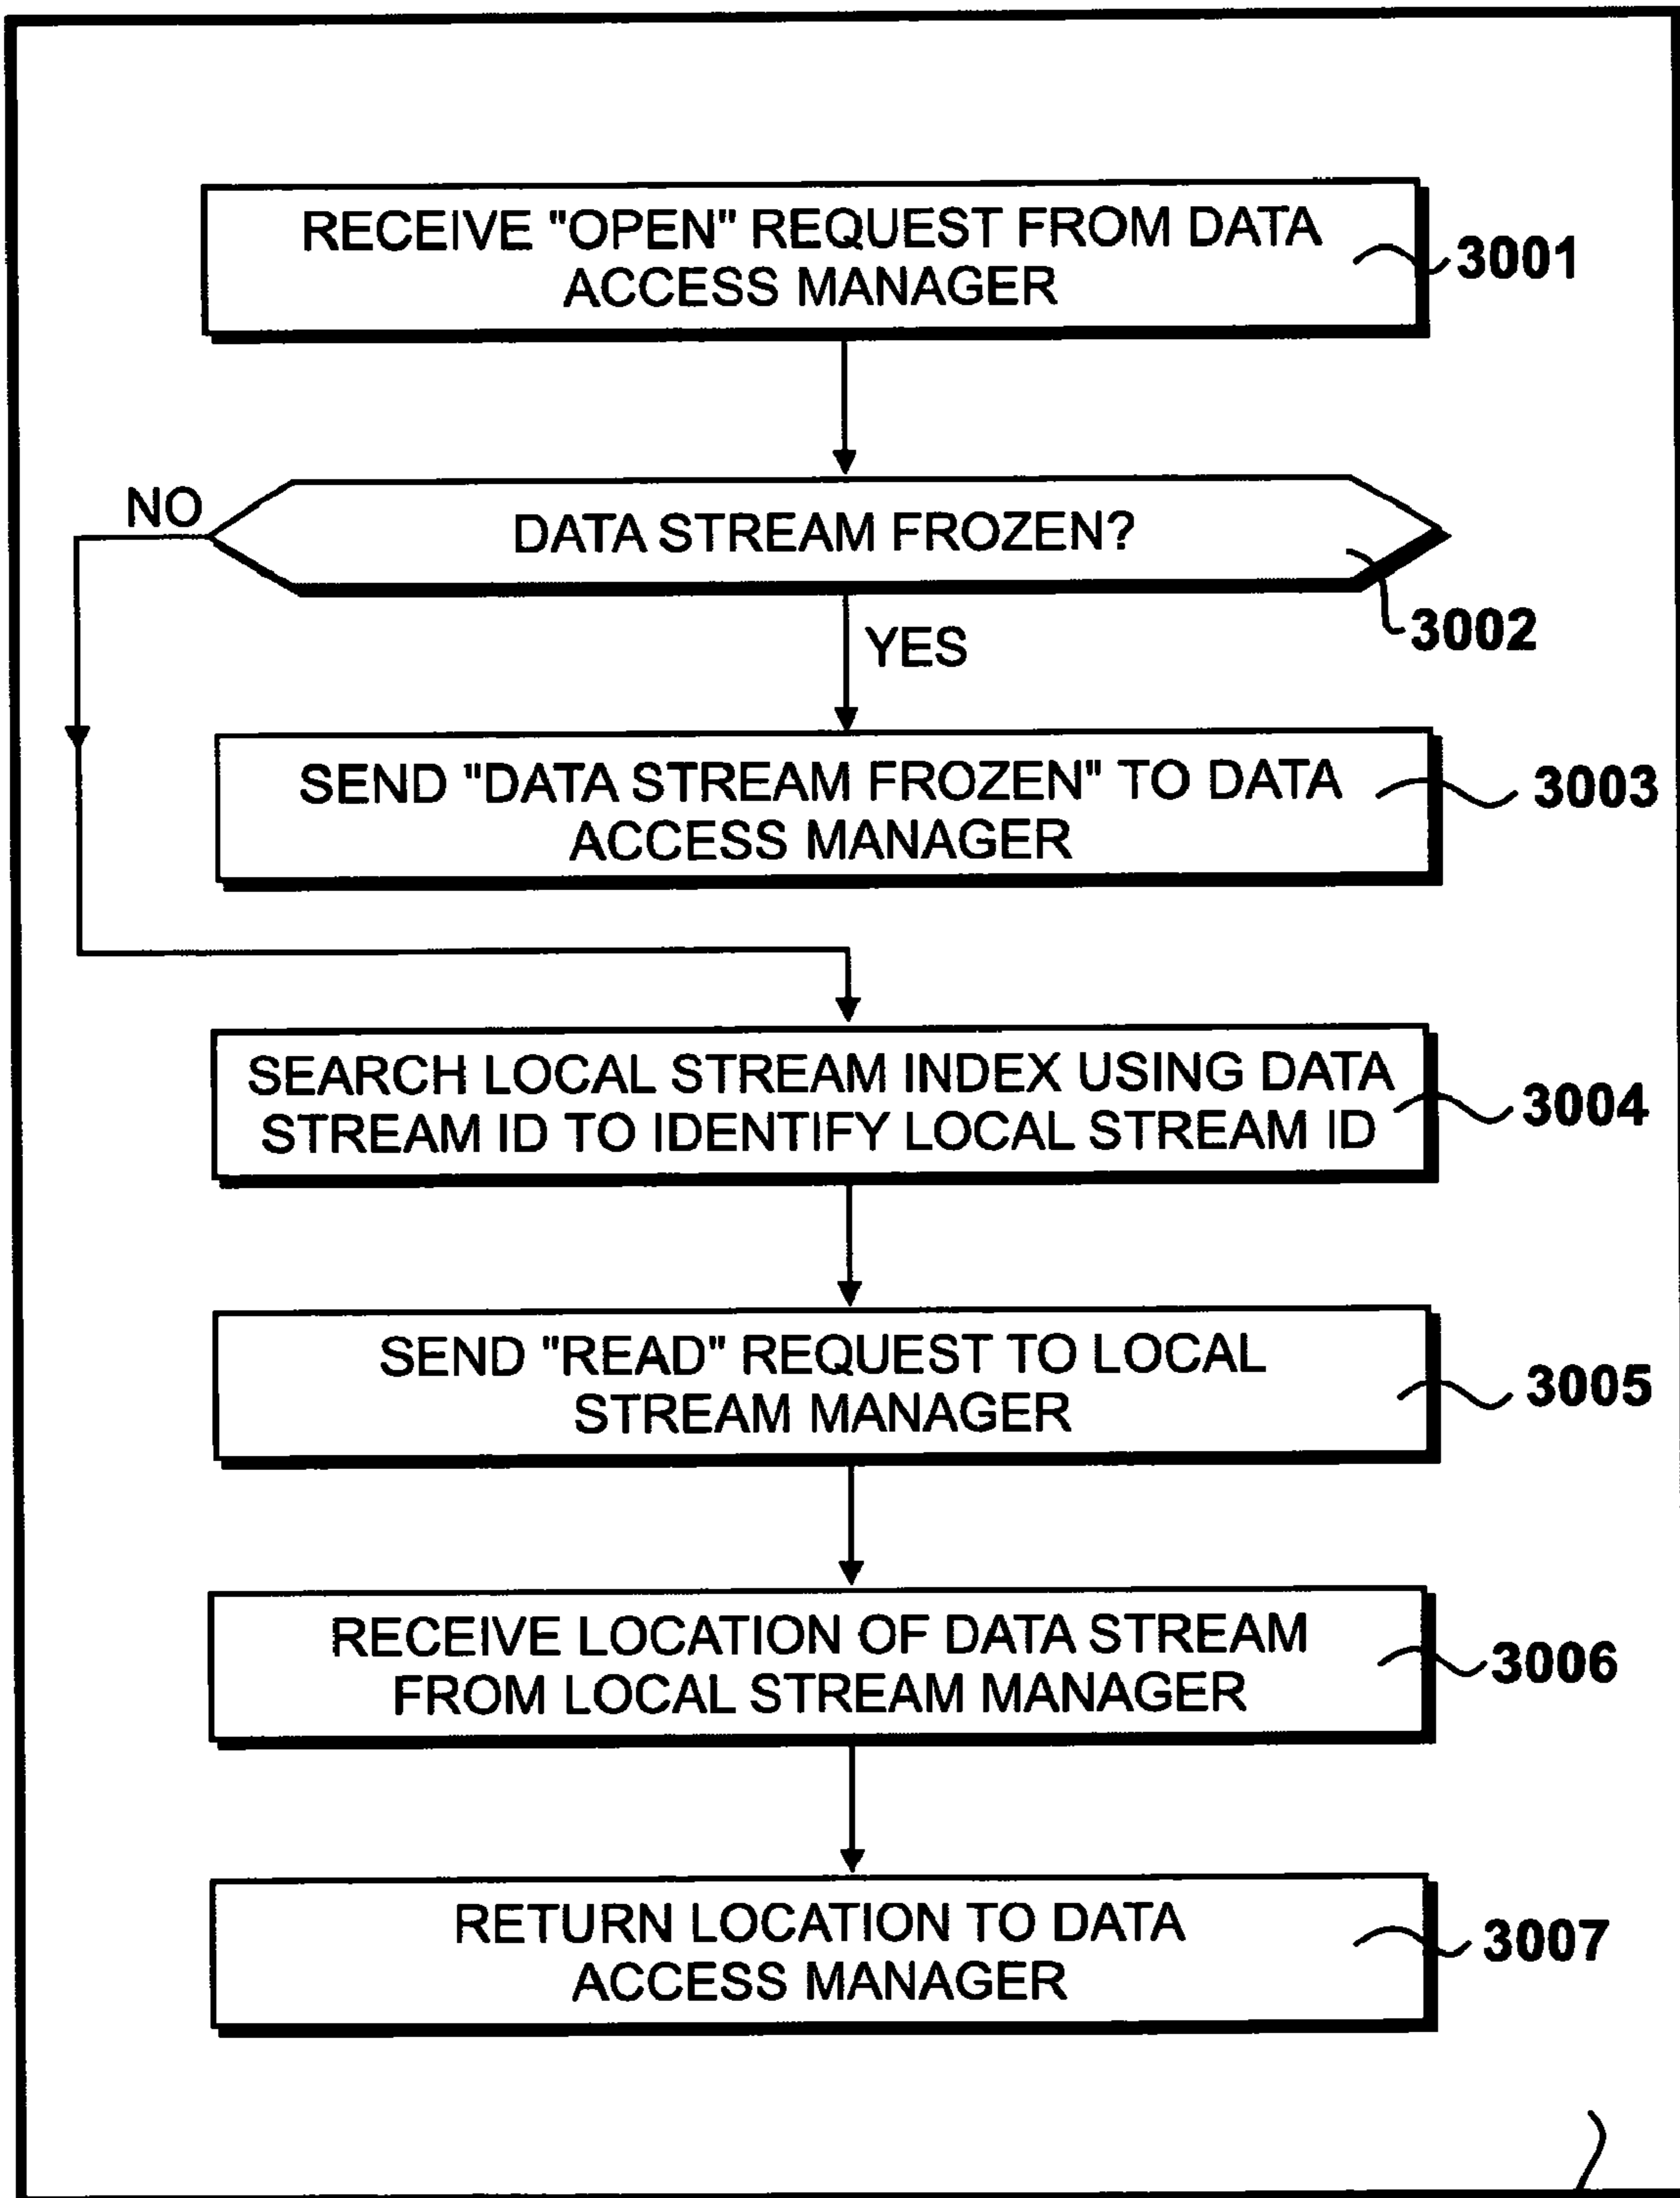 RECEIVE "OPEN" REQUEST FROM DATA
ACCESS MANAGER
3001
NO
DATA STREAM FROZEN?
3002
YES
SEND "DATA STREAM FROZEN" TO DATA
ACCESS MANAGER
3003
SEARCH LOCAL STREAM INDEX USING DATA
STREAM ID TO IDENTIFY LOCAL STREAM ID
3004
SEND "READ" REQUEST TO LOCAL
STREAM MANAGER
3005
RECEIVE LOCATION OF DATA STREAM
FROM LOCAL STREAM MANAGER
3006
RETURN LOCATION TO DATA
ACCESS MANAGER
3007